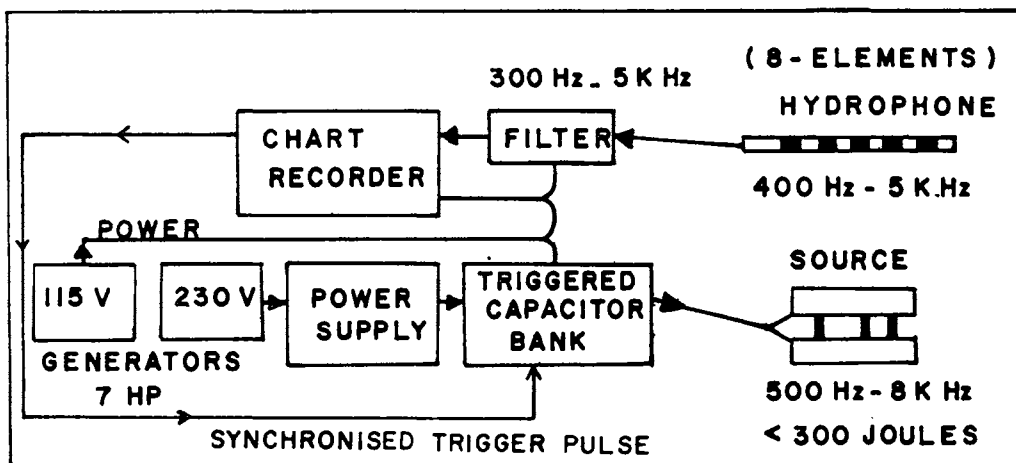 (8-ELEMENTS)
HYDROPHONE
400 Hz - 5 K.Hz
300 Hz - 5 K Hz
FILTER
CHART
RECORDER
POWER
115 V
230 V
GENERATORS
7 HP
POWER
SUPPLY
TRIGGERED
CAPACITOR
BANK
SOURCE
500 Hz - 8 K Hz
< 300 JOULES
SYNCHRONISED TRIGGER PULSE